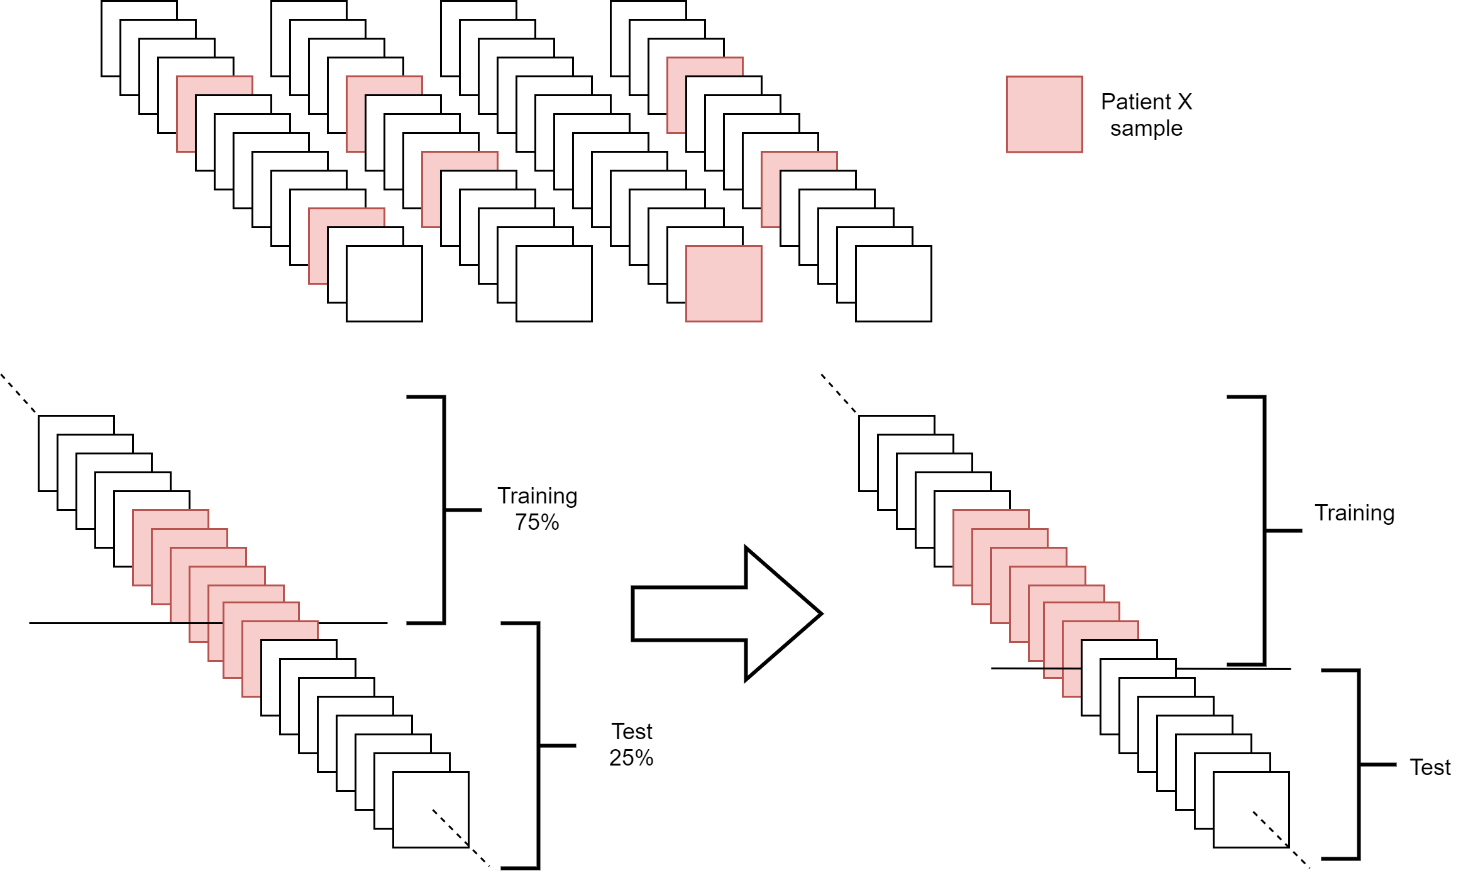 Patient X
sample
Training
75%
Test
25%
Training
Test